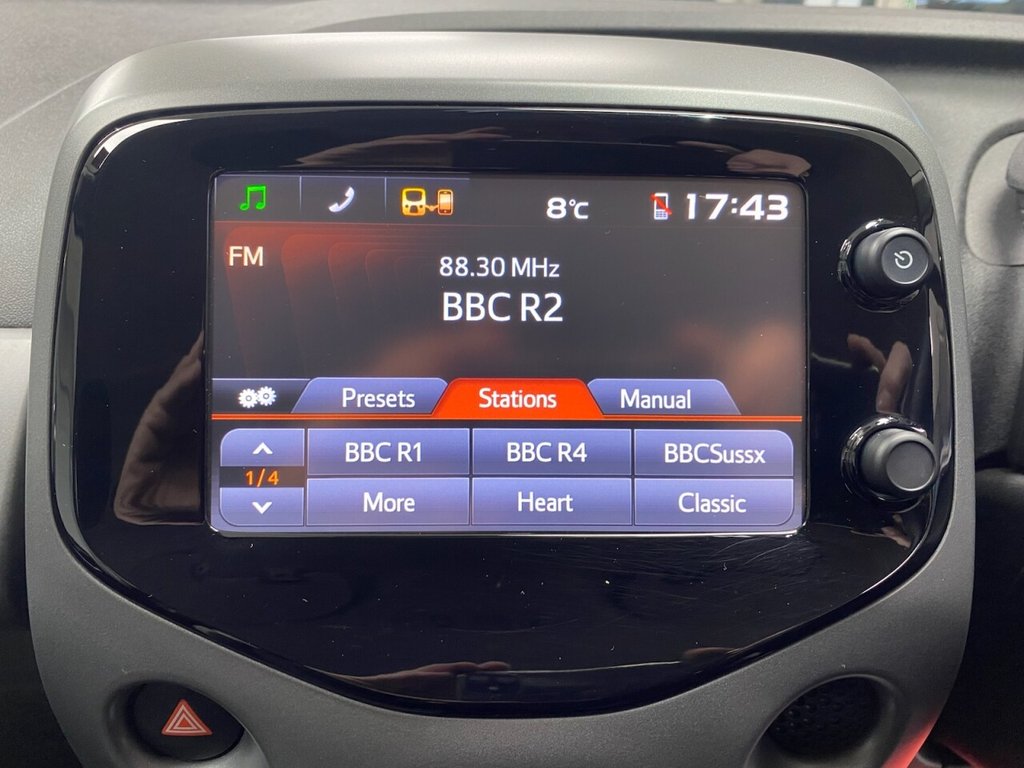 8°C 17:43
FM
88.30 MHz
BBC R2
Presets Stations Manual
BBC R1 BBC R4 BBCSussx
1/4
More Heart Classic